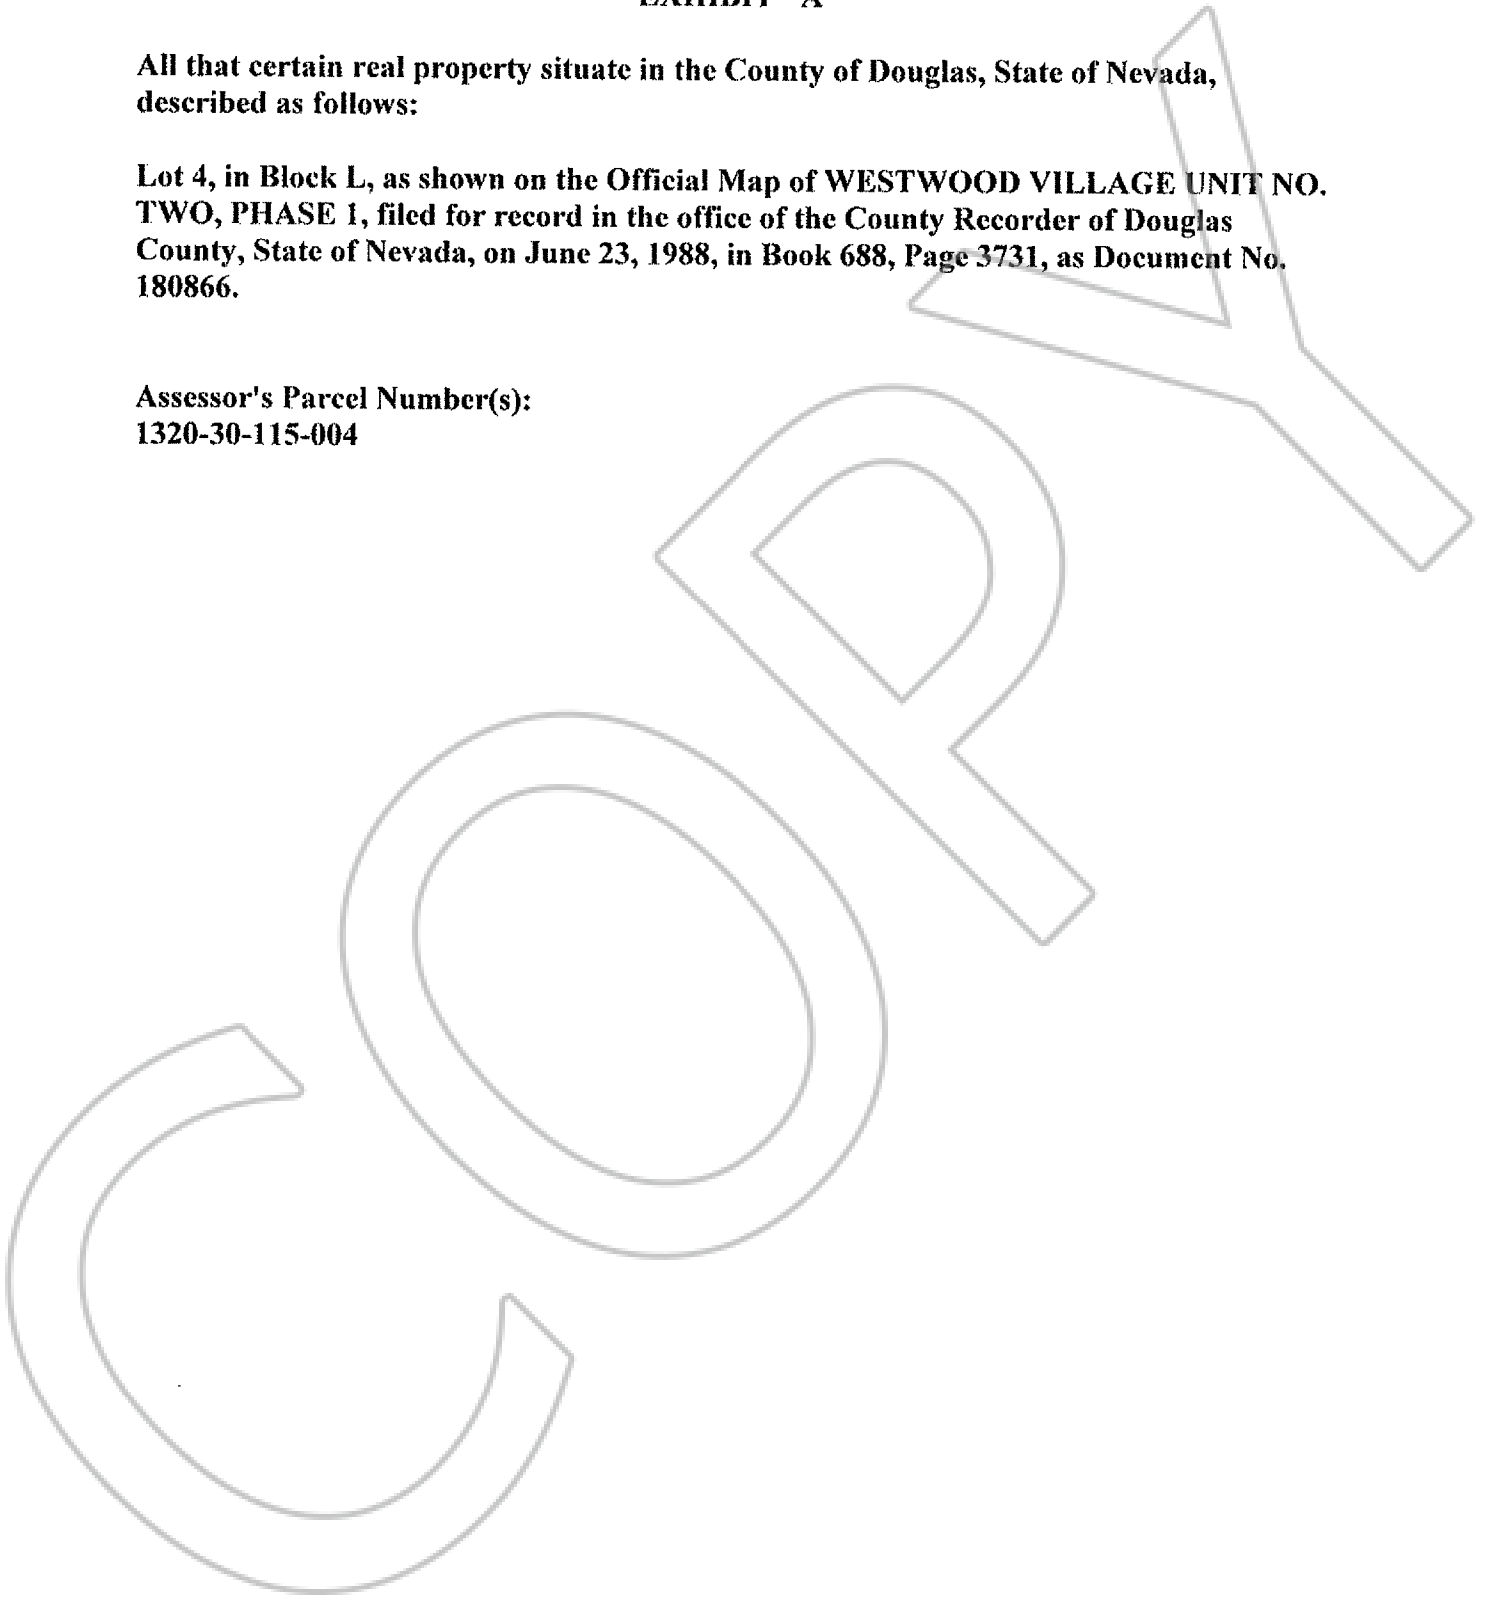 EXHIBIT "A"
All that certain real property situate in the County of Douglas, State of Nevada,
described as follows:
Lot 4, in Block L, as shown on the Official Map of WESTWOOD VILLAGE UNIT NO.
TWO, PHASE 1, filed for record in the office of the County Recorder of Douglas
County, State of Nevada, on June 23, 1988, in Book 688, Page 3731, as Document No.
180866.
Assessor's Parcel Number(s):
1320-30-115-004
COPY